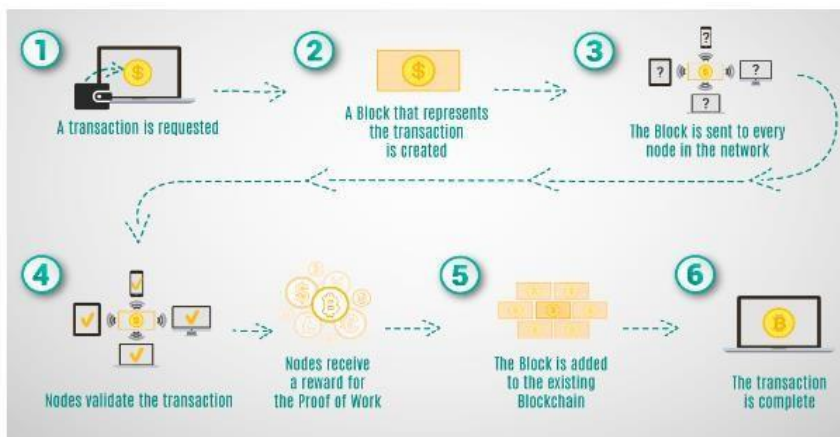 1
A transaction is requested
2
A Block that represents
the transaction
is created
3
The Block is sent to every
node in the network
4
Nodes validate the transaction
Nodes receive
a reward for
the Proof of Work
5
The Block is added
to the existing
Blockchain
6
The transaction
is complete